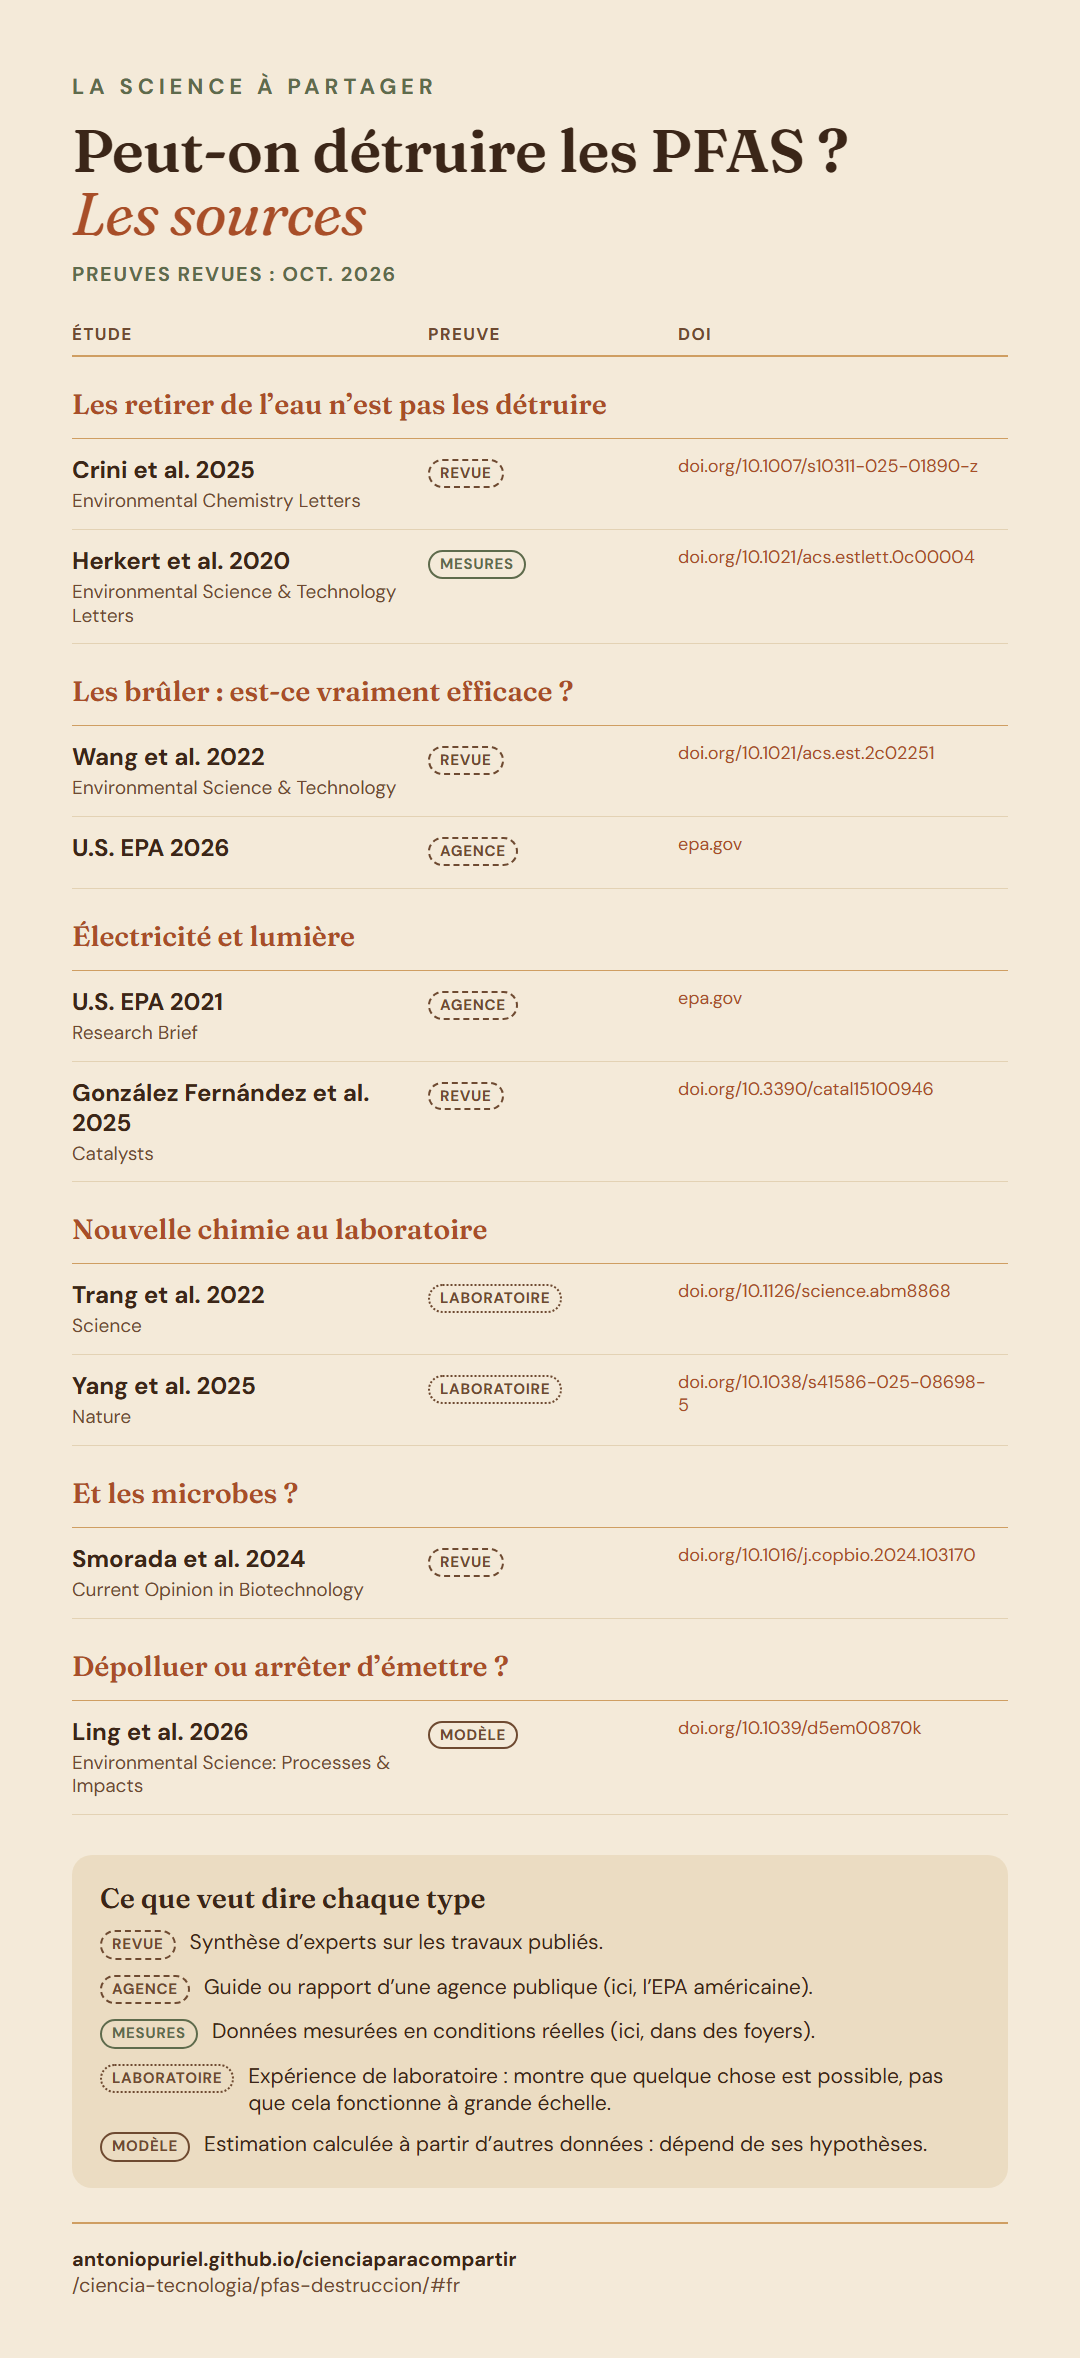 LA SCIENCE À PARTAGER
Peut-on détruire les PFAS ?
Les sources
PREUVES REVUES : OCT. 2026
ÉTUDE PREUVE DOI
Les retirer de l’eau n’est pas les détruire
Crini et al. 2025 REVUE doi.org/10.1007/s10311-025-01890-z
Environmental Chemistry Letters
Herkert et al. 2020 MESURES doi.org/10.1021/acs.estlett.0c00004
Environmental Science & Technology
Letters
Les brûler : est-ce vraiment efficace ?
Wang et al. 2022 REVUE doi.org/10.1021/acs.est.2c02251
Environmental Science & Technology
U.S. EPA 2026 AGENCE epa.gov
Électricité et lumière
U.S. EPA 2021 AGENCE epa.gov
Research Brief
González Fernández et al. REVUE doi.org/10.3390/catal15100946
2025
Catalysts
Nouvelle chimie au laboratoire
Trang et al. 2022 LABORATOIRE doi.org/10.1126/science.abm8868
Science
Yang et al. 2025 LABORATOIRE doi.org/10.1038/s41586-025-08698-
5
Nature
Et les microbes ?
Smorada et al. 2024 REVUE doi.org/10.1016/j.copbio.2024.103170
Current Opinion in Biotechnology
Dépolluer ou arrêter d’émettre ?
Ling et al. 2026 MODÈLE doi.org/10.1039/d5em00870k
Environmental Science: Processes &
Impacts
Ce que veut dire chaque type
REVUE Synthèse d’experts sur les travaux publiés.
AGENCE Guide ou rapport d’une agence publique (ici, l’EPA américaine).
MESURES Données mesurées en conditions réelles (ici, dans des foyers).
LABORATOIRE Expérience de laboratoire : montre que quelque chose est possible, pas
que cela fonctionne à grande échelle.
MODÈLE Estimation calculée à partir d’autres données : dépend de ses hypothèses.
antoniopuriel.github.io/cienciaparacompartir
/ciencia-tecnologia/pfas-destruccion/#fr